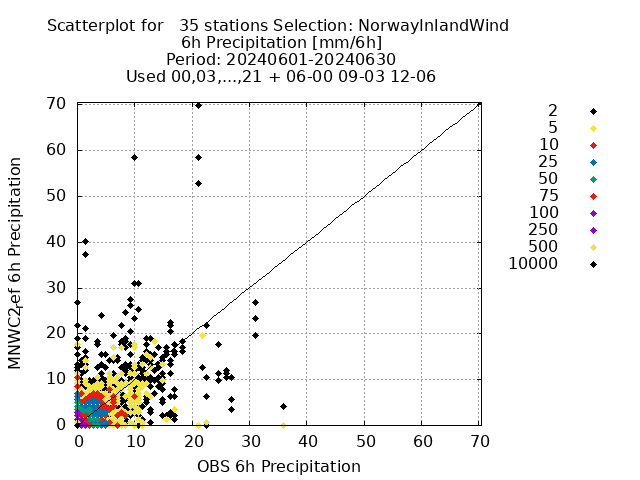 Scatterplot for   35 stations Selection: NorwayInlandWind
6h Precipitation [mm/6h]
Period: 20240601-20240630
Used 00,03,...,21 + 06-00 09-03 12-06
MNWC2ref 6h Precipitation
70
60
50
40
30
20
10
0
0 10 20 30 40 50 60 70
OBS 6h Precipitation
2
5
10
25
50
75
100
250
500
10000